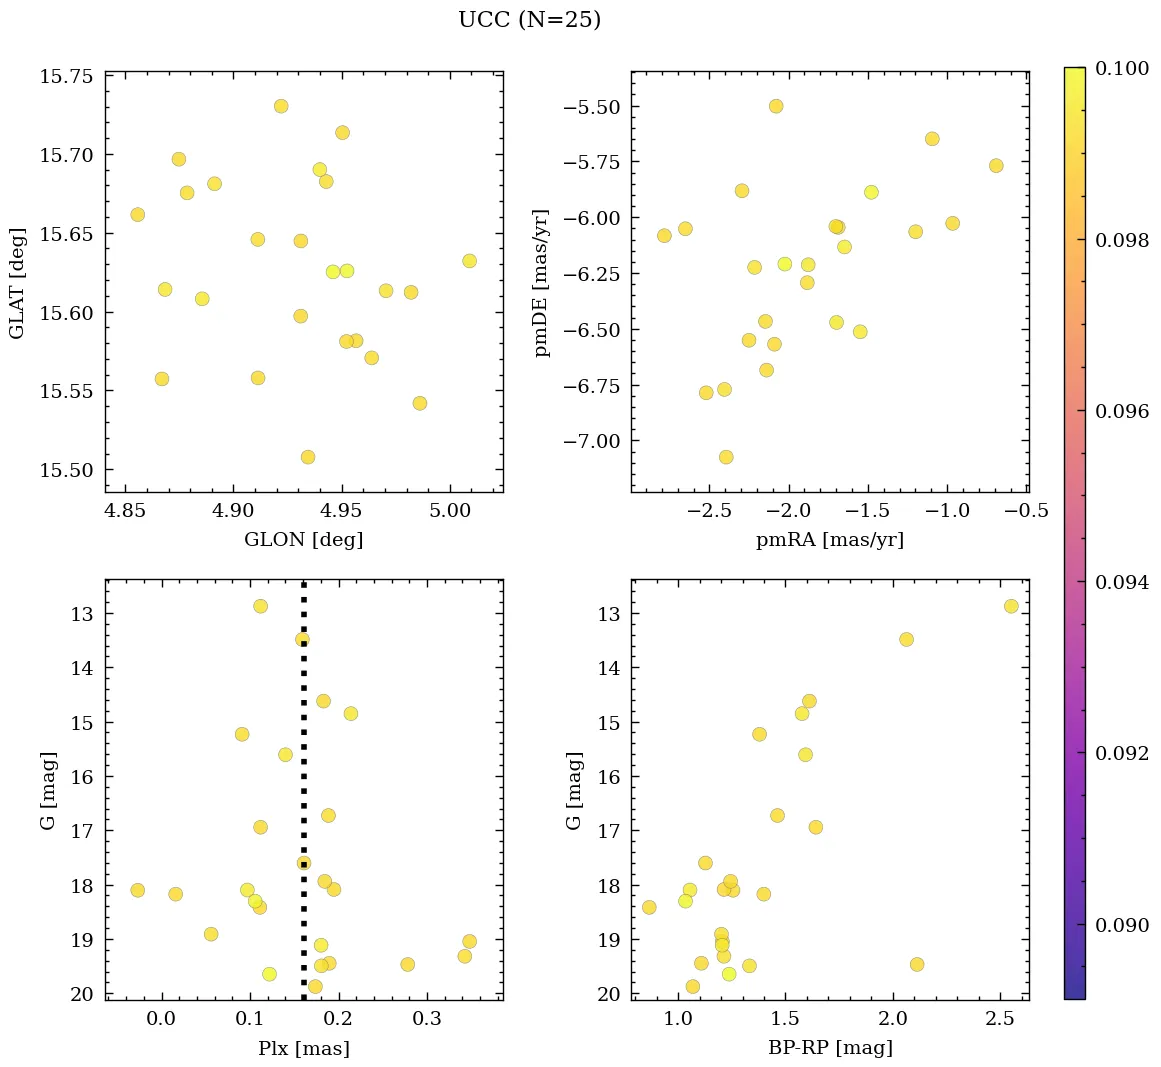 UCC (N=25)
15.75
15.70
15.65
15.60
15.55
15.50
GLAT [deg]
4.85 4.90 4.95 5.00
GLON [deg]
−5.50
−5.75
−6.00
−6.25
−6.50
−6.75
−7.00
pmDE [mas/yr]
−2.5 −2.0 −1.5 −1.0 −0.5
pmRA [mas/yr]
13
14
15
16
17
18
19
20
G [mag]
0.0 0.1 0.2 0.3
Plx [mas]
13
14
15
16
17
18
19
20
G [mag]
1.0 1.5 2.0 2.5
BP-RP [mag]
0.100
0.098
0.096
0.094
0.092
0.090